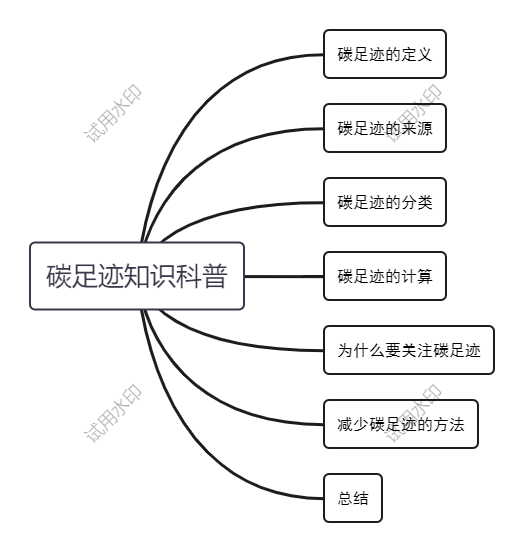 碳足迹的定义
试用水印
试用水印
碳足迹的来源
碳足迹的分类
碳足迹知识科普
碳足迹的计算
为什么要关注碳足迹
试用水印
试用水印
减少碳足迹的方法
总结